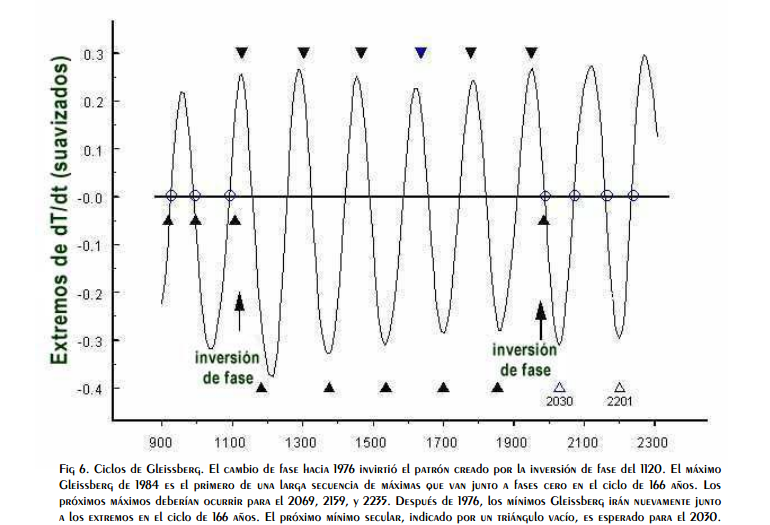 Extremos de dT/dt (suavizados)
0.3
0.2
0.1
-0.0
-0.1
-0.2
-0.3
-0.4
inversión
de fase
inversión
de fase
2030
2201
900 1100 1300 1500 1700 1900 2100 2300
Fig 6. Ciclos de Gleissberg. El cambio de fase hacia 1976 invirtió el patrón creado por la inversión de fase del 1120. El máximo
Gleissberg de 1984 es el primero de una larga secuencia de máximas que van junto a fases cero en el ciclo de 166 años. Los
próximos máximos deberían ocurrir para el 2069, 2159, y 2235. Después de 1976, los mínimos Gleissberg irán nuevamente junto
a los extremos en el ciclo de 166 años. El próximo mínimo secular, indicado por un triángulo vacío, es esperado para el 2030.